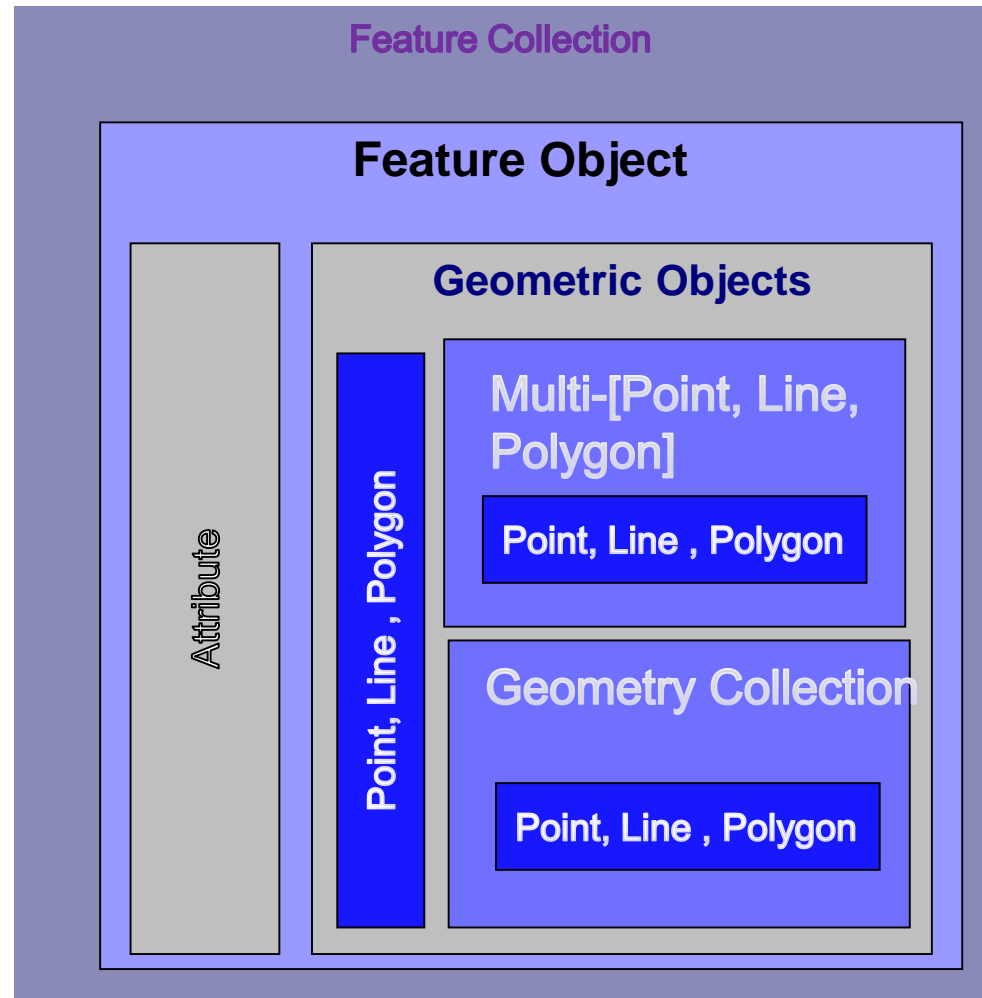 Feature Collection
Feature Object
Attribute
Geometric Objects
Point, Line , Polygon
Multi-[Point, Line,
Polygon]
Point, Line , Polygon
Geometry Collection
Point, Line , Polygon